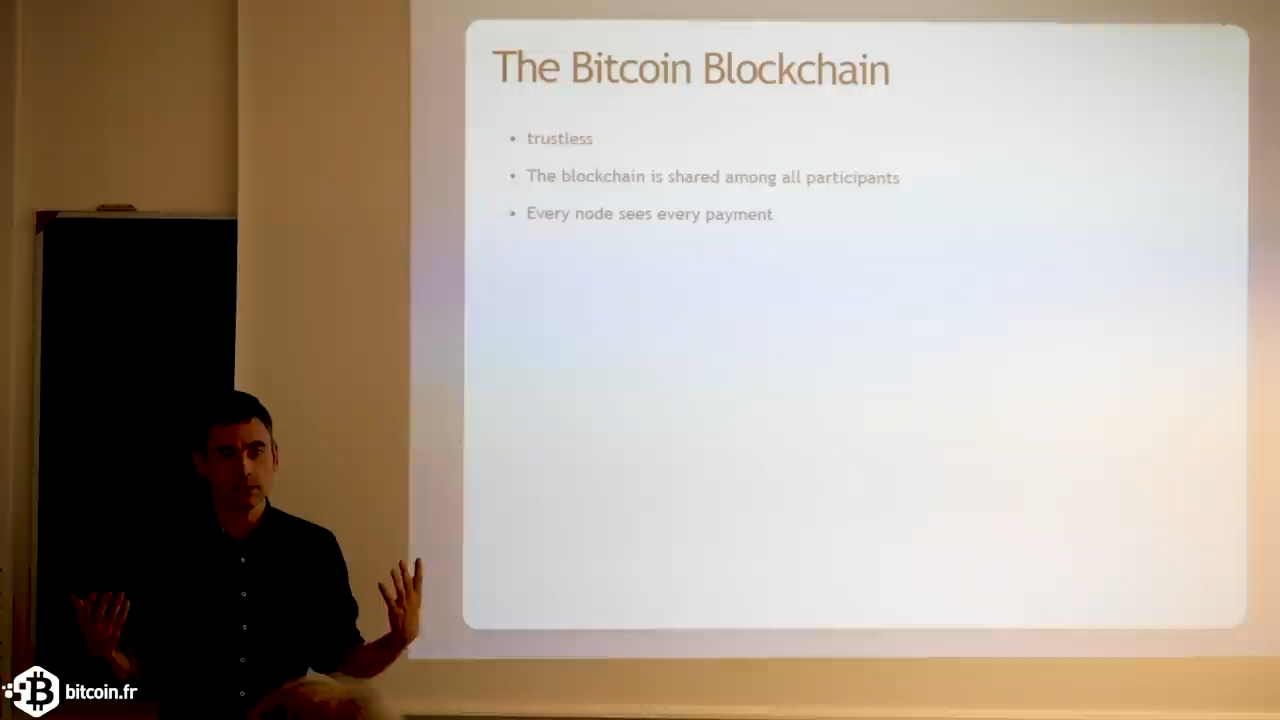 The Bitcoin Blockchain
• trustless
• The blockchain is shared among all participants
• Every node sees every payment
bitcoin.fr